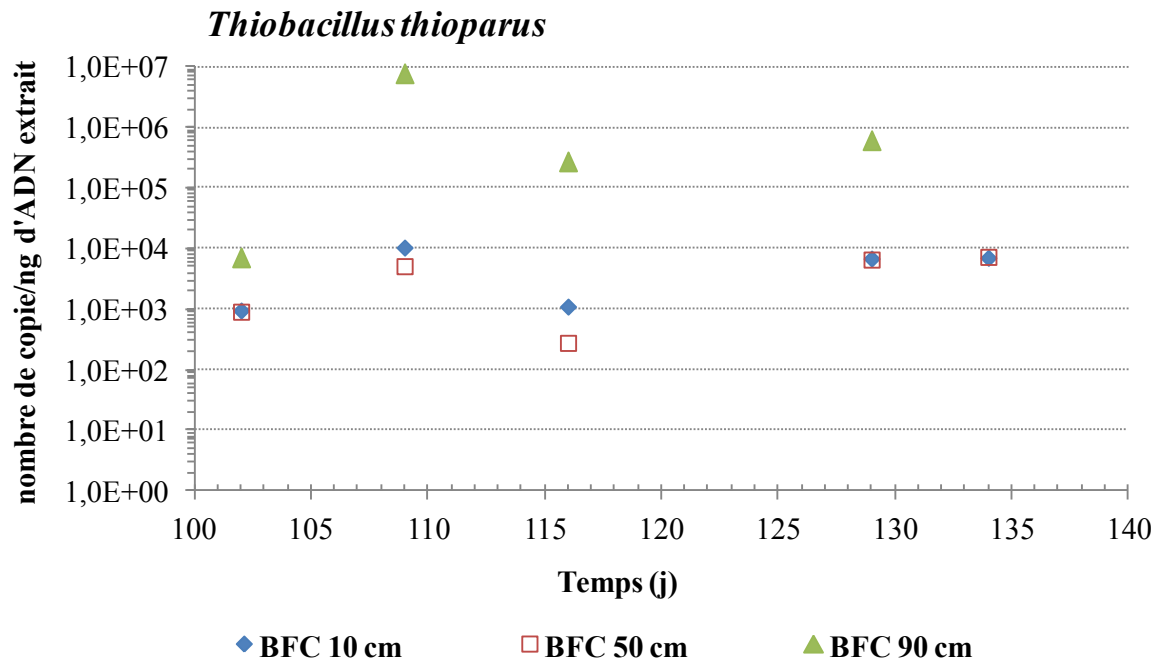 Thiobacillus thioparus
nombre de copie/ng d'ADN extrait
1,0E+07
1,0E+06
1,0E+05
1,0E+04
1,0E+03
1,0E+02
1,0E+01
1,0E+00
100 105 110 115 120 125 130 135 140
Temps (j)
BFC 10 cm BFC 50 cm BFC 90 cm